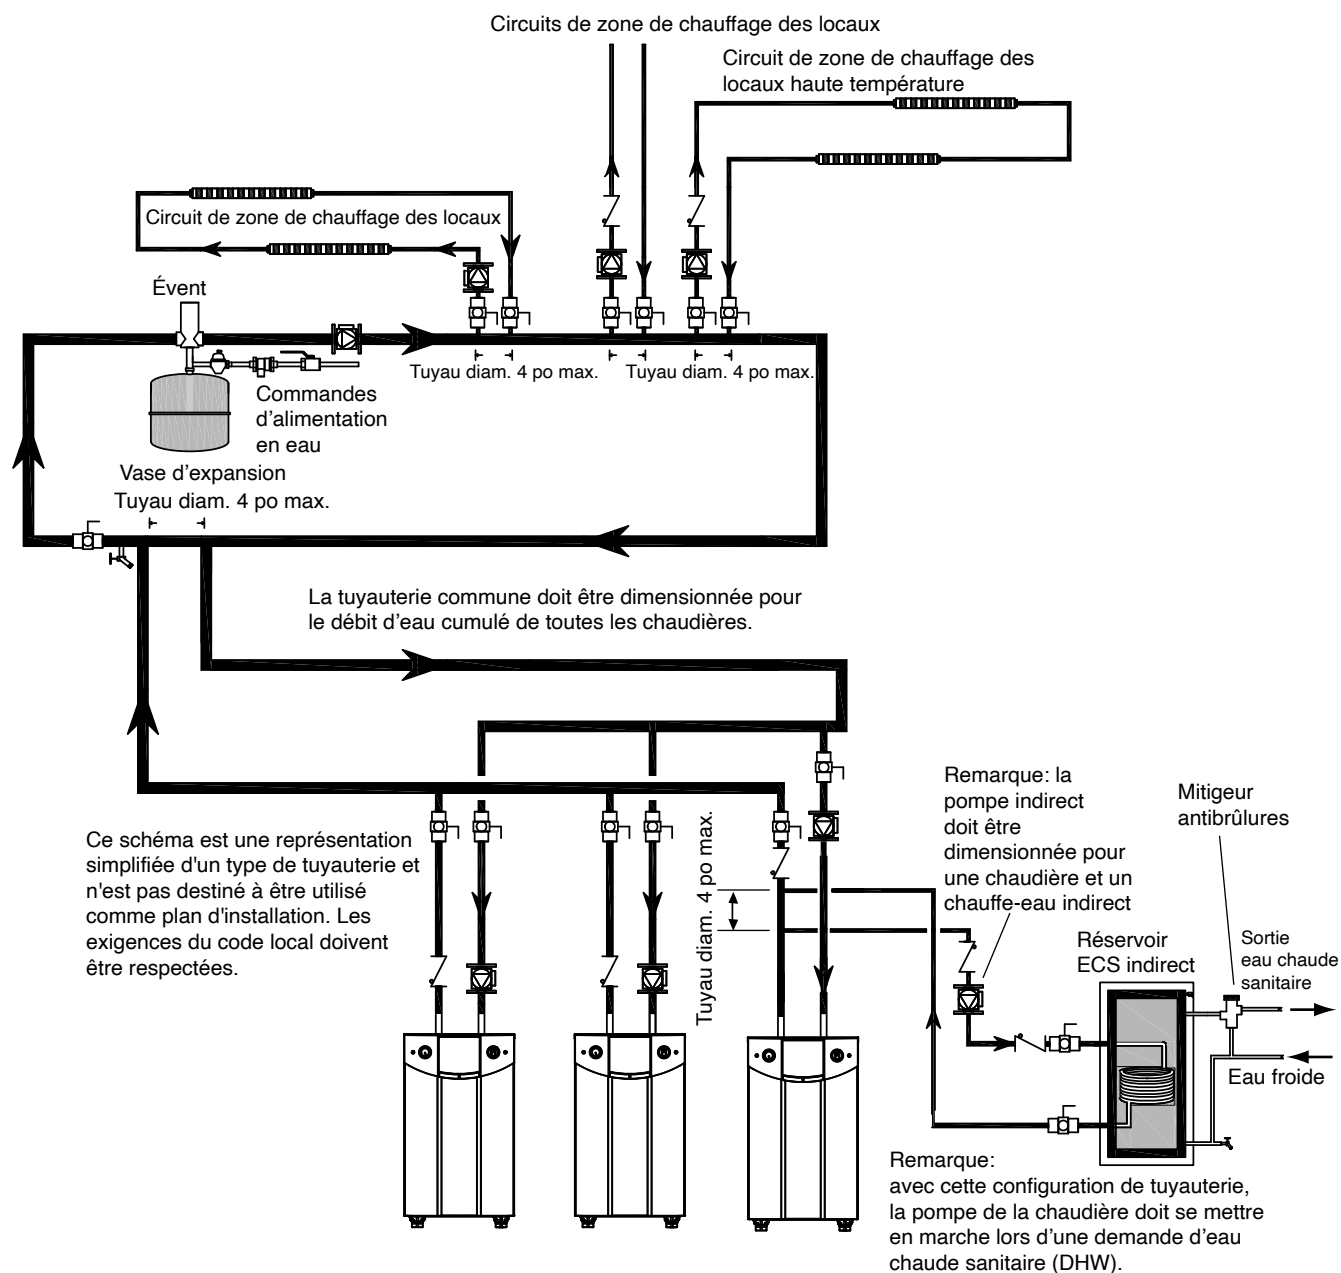 Circuits de zone de chauffage des locaux
Circuit de zone de chauffage des
locaux haute température
Circuit de zone de chauffage des locaux
Évent
Tuyau diam. 4 po max.
Tuyau diam. 4 po max.
Commandes
d’alimentation
en eau
Vase d’expansion
Tuyau diam. 4 po max.
La tuyauterie commune doit être dimensionnée pour
le débit d’eau cumulé de toutes les chaudières.
Ce schéma est une représentation
simplifiée d'un type de tuyauterie et
n'est pas destiné à être utilisé
comme plan d'installation. Les
exigences du code local doivent
être respectées.
Tuyau diam. 4 po max.
Remarque: la
pompe indirect
doit être
dimensionnée pour
une chaudière et un
chauffe-eau indirect
Mitigeur
antibrûlures
Réservoir
ECS indirect
Sortie
eau chaude
sanitaire
Eau froide
Remarque:
avec cette configuration de tuyauterie,
la pompe de la chaudière doit se mettre
en marche lors d’une demande d’eau
chaude sanitaire (DHW).